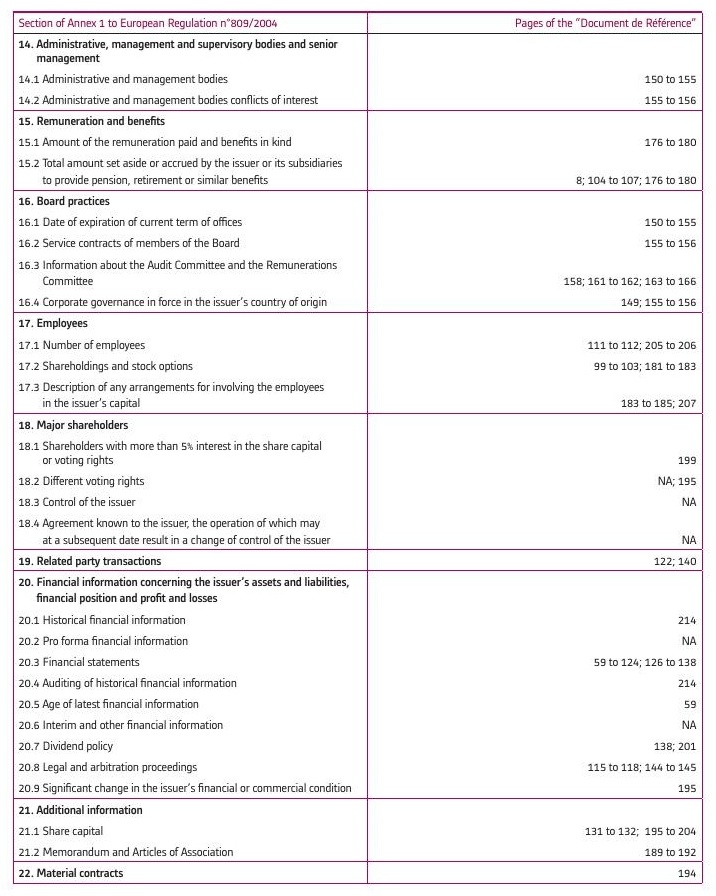 Section of Annex 1 to European Regulation n°809/2004 Pages of the “Document de Référence”
14. Administrative, management and supervisory bodies and senior
management
14.1 Administrative and management bodies 150 to 155
14.2 Administrative and management bodies conflicts of interest 155 to 156
15. Remuneration and benefits
15.1 Amount of the remuneration paid and benefits in kind 176 to 180
15.2 Total amount set aside or accrued by the issuer or its subsidiaries
to provide pension, retirement or similar benefits 8; 104 to 107; 176 to 180
16. Board practices
16.1 Date of expiration of current term of offices 150 to 155
16.2 Service contracts of members of the Board 155 to 156
16.3 Information about the Audit Committee and the Remunerations
Committee 158; 161 to 162; 163 to 166
16.4 Corporate governance in force in the issuer’s country of origin 149; 155 to 156
17. Employees
17.1 Number of employees 111 to 112; 205 to 206
17.2 Shareholdings and stock options 99 to 103; 181 to 183
17.3 Description of any arrangements for involving the employees
in the issuer’s capital 183 to 185; 207
18. Major shareholders
18.1 Shareholders with more than 5% interest in the share capital
or voting rights 199
18.2 Different voting rights NA; 195
18.3 Control of the issuer NA
18.4 Agreement known to the issuer, the operation of which may
at a subsequent date result in a change of control of the issuer NA
19. Related party transactions 122; 140
20. Financial information concerning the issuer’s assets and liabilities,
financial position and profit and losses
20.1 Historical financial information 214
20.2 Pro forma financial information NA
20.3 Financial statements 59 to 124; 126 to 138
20.4 Auditing of historical financial information 214
20.5 Age of latest financial information 59
20.6 Interim and other financial information NA
20.7 Dividend policy 138; 201
20.8 Legal and arbitration proceedings 115 to 118; 144 to 145
20.9 Significant change in the issuer’s financial or commercial condition 195
21. Additional information
21.1 Share capital 131 to 132; 195 to 204
21.2 Memorandum and Articles of Association 189 to 192
22. Material contracts 194